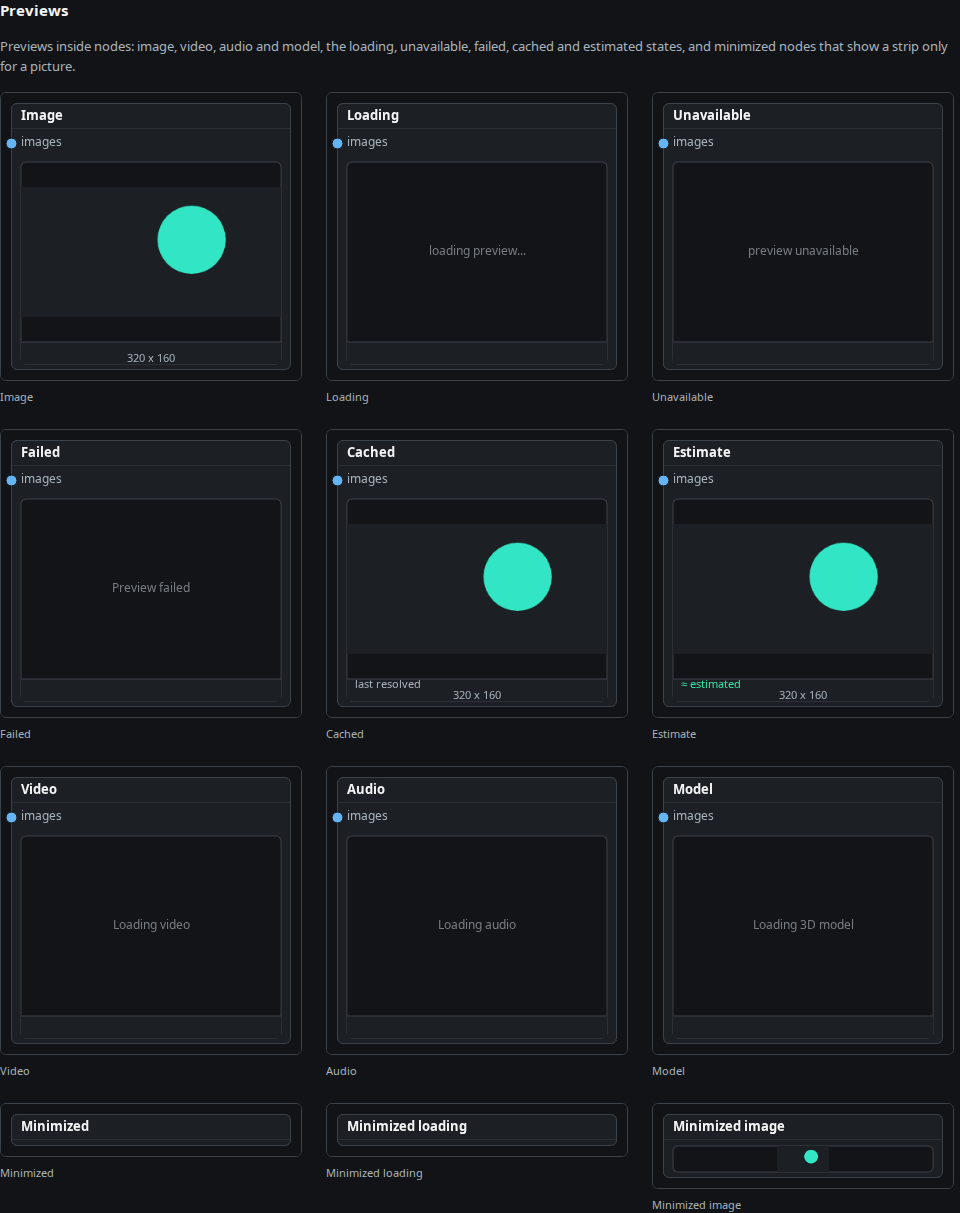 Previews
Previews inside nodes: image, video, audio and model, the loading, unavailable, failed, cached and estimated states, and minimized nodes that show a strip only
for a picture.
Image
images
320 x 160
Image
Loading
images
loading preview...
Loading
Unavailable
images
preview unavailable
Unavailable
Failed
images
Preview failed
Failed
Cached
images
last resolved
320 x 160
Cached
Estimate
images
≈ estimated
320 x 160
Estimate
Video
images
Loading video
Video
Audio
images
Loading audio
Audio
Model
images
Loading 3D model
Model
Minimized
Minimized
Minimized loading
Minimized loading
Minimized image
Minimized image